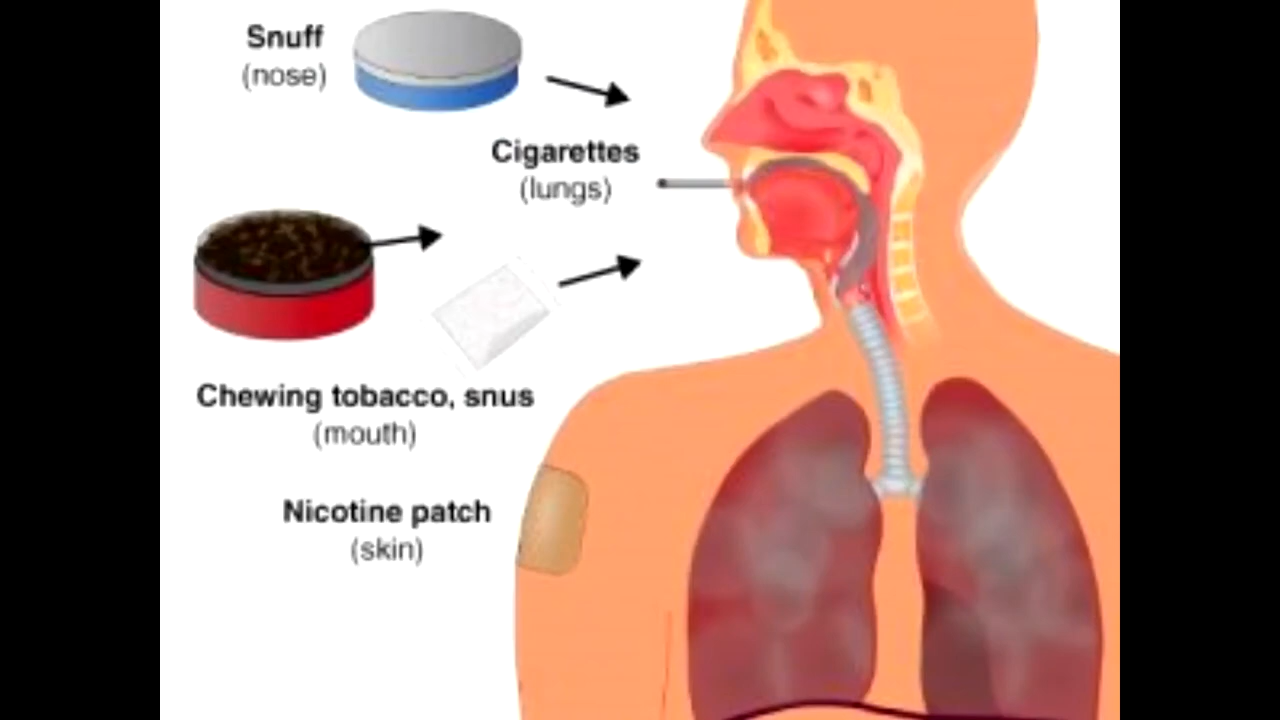 Snuff
(nose)
Cigarettes
(lungs)
Chewing tobacco, snus
(mouth)
Nicotine patch
(skin)